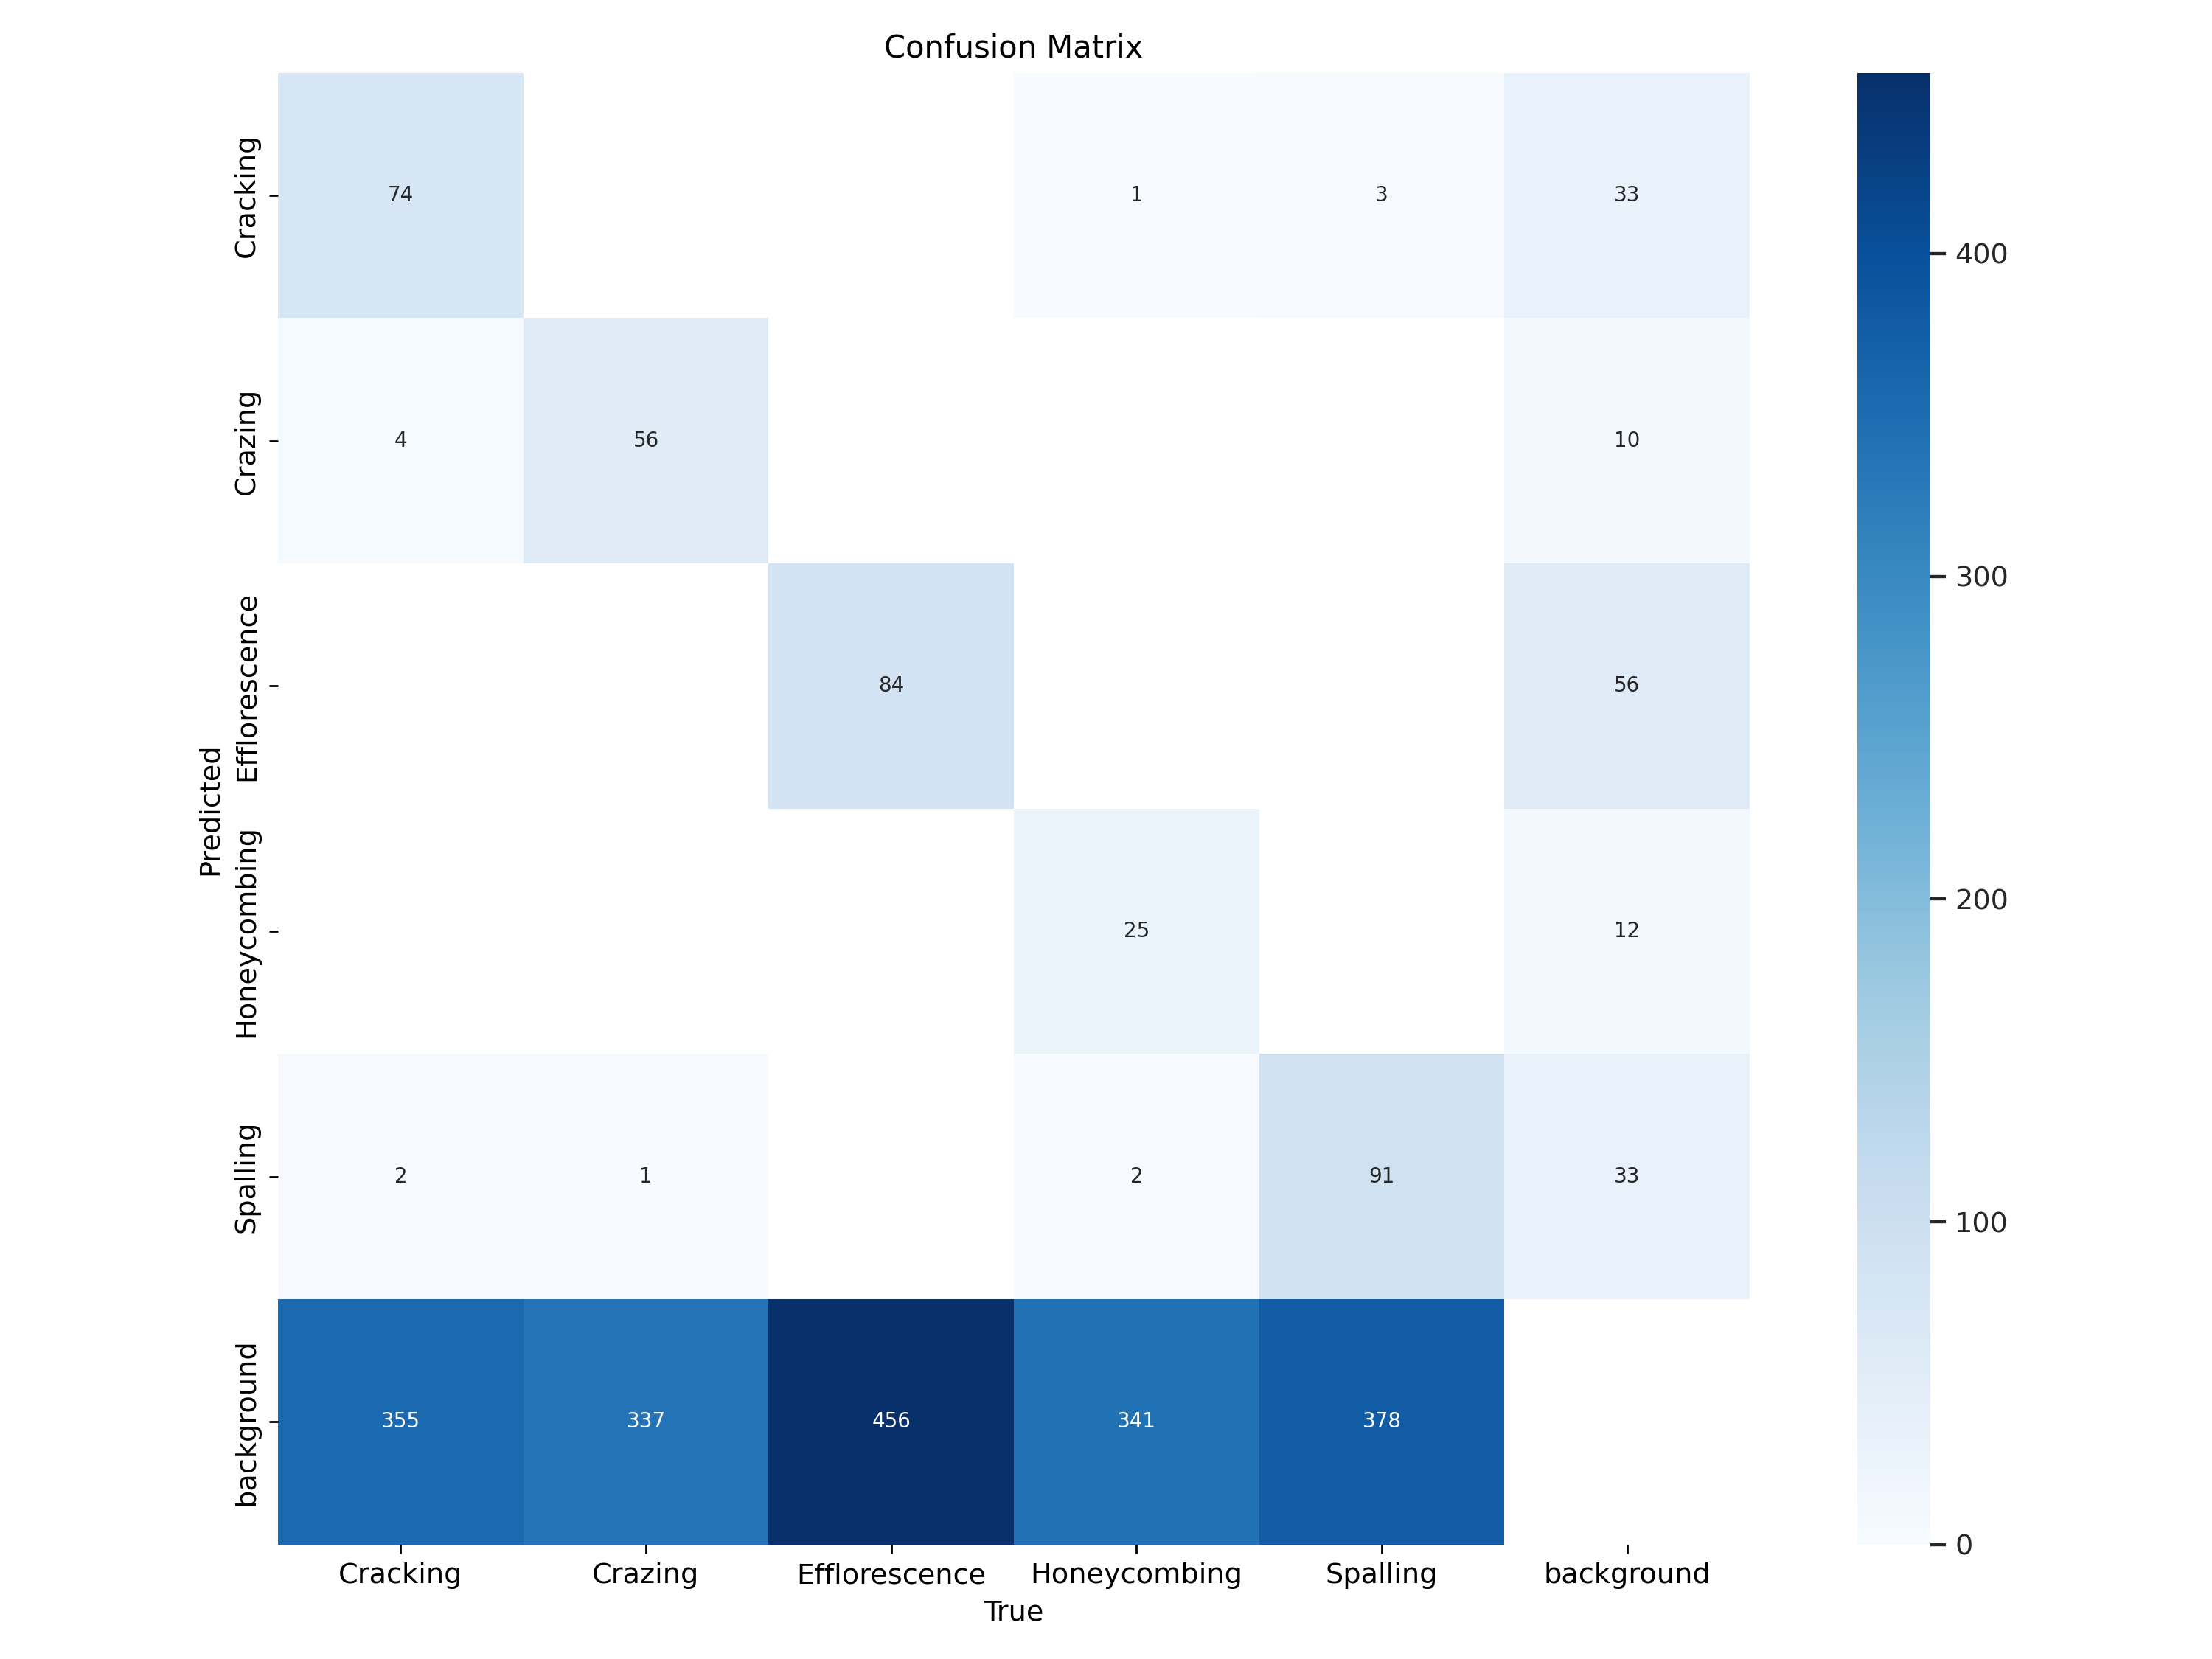 Confusion Matrix
Predicted
Cracking
74
1
3
33
Crazing
4
56
10
Efflorescence
84
56
Honeycombing
25
12
Spalling
2
1
2
91
33
background
355
337
456
341
378
Cracking
Crazing
Efflorescence
Honeycombing
Spalling
background
True
400
300
200
100
0